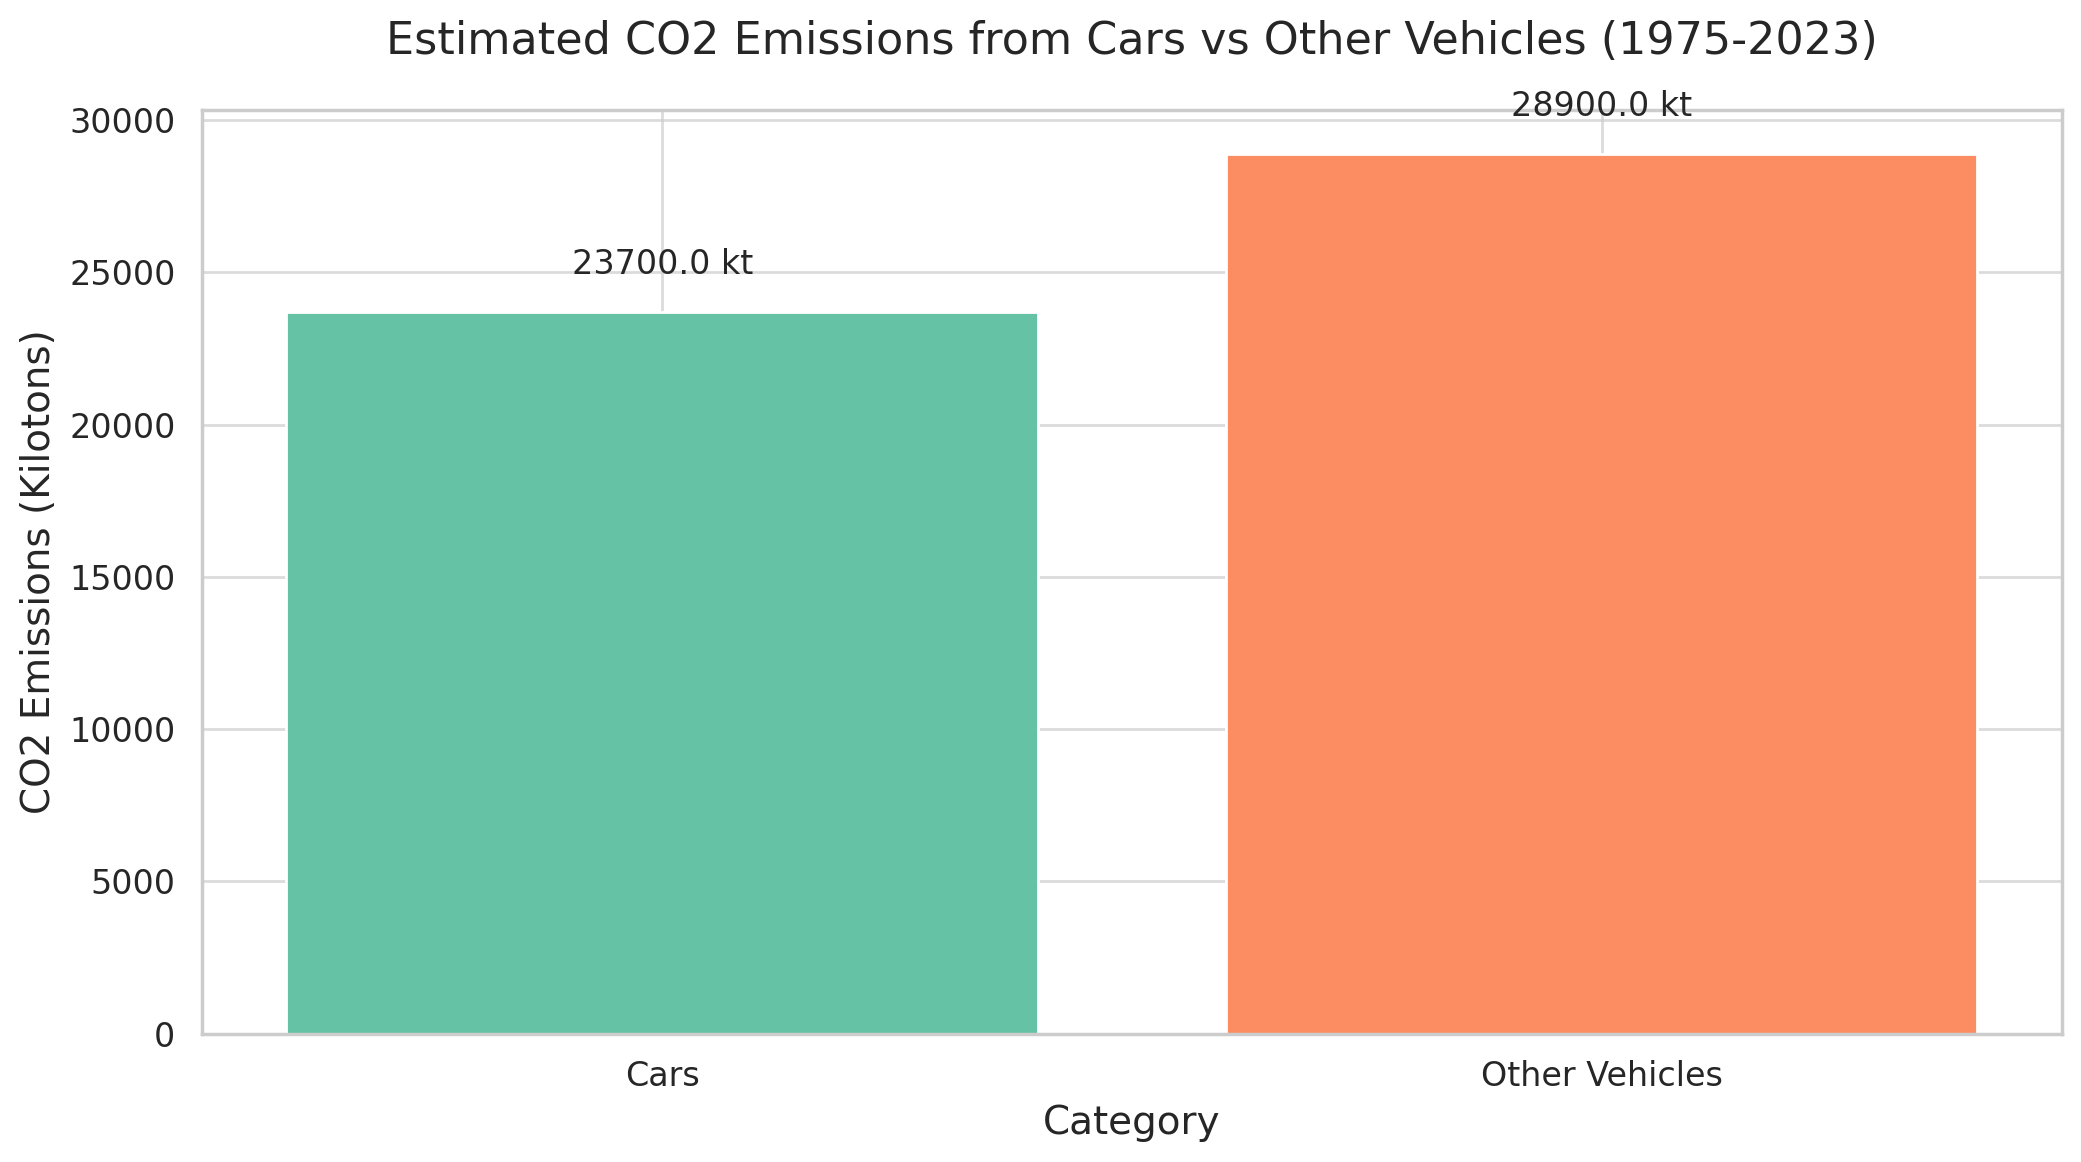 Estimated CO2 Emissions from Cars vs Other Vehicles (1975-2023)
CO2 Emissions (Kilotons)
30000
25000
20000
15000
10000
5000
0
23700.0 kt
28900.0 kt
Cars
Other Vehicles
Category